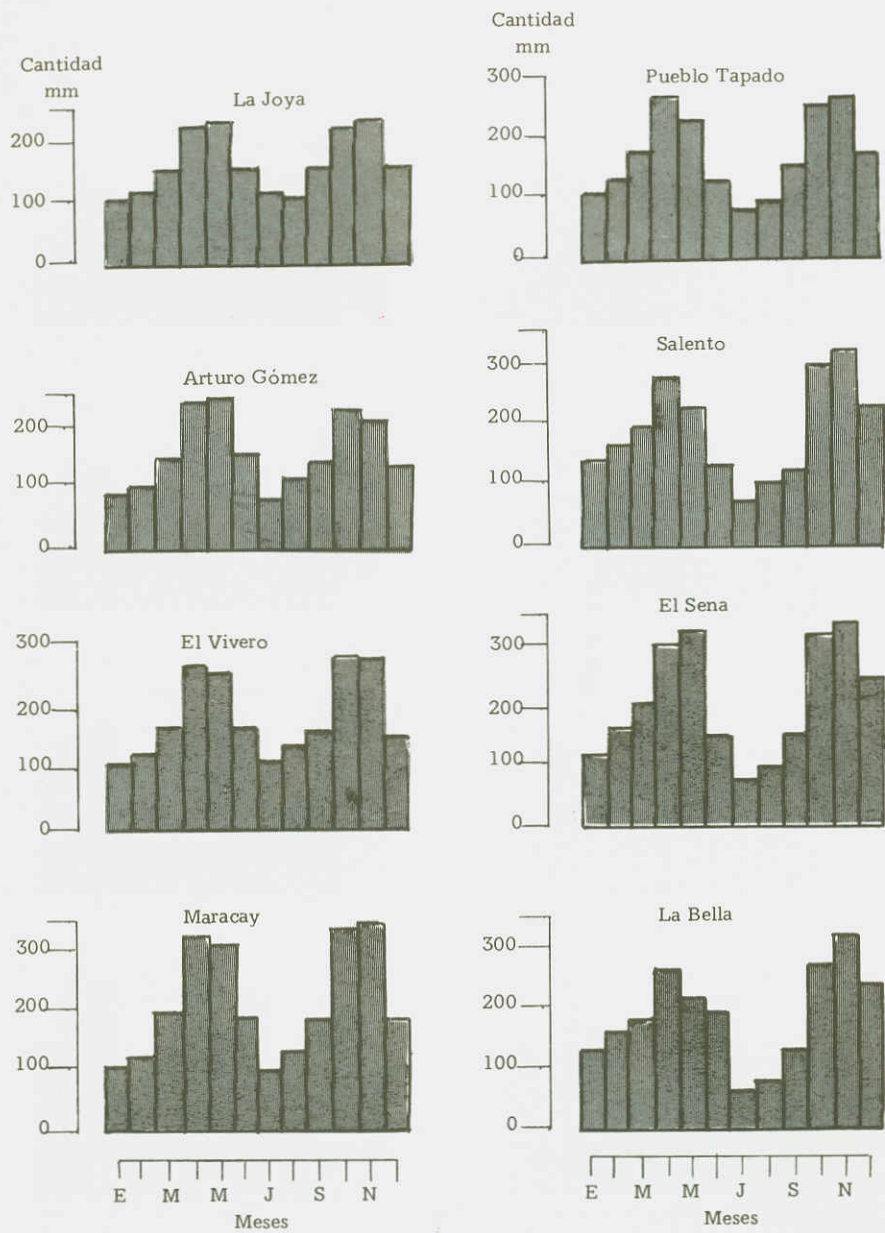 Cantidad
mm
La Joya
200
100
0
Arturo Gómez
200
100
0
El Vivero
300
200
100
0
Maracay
300
200
100
0
E M M J S N
Meses
Cantidad
mm
Pueblo Tapado
300
200
100
0
Salento
300
200
100
0
El Sena
300
200
100
0
La Bella
300
200
100
0
E M M J S N
Meses